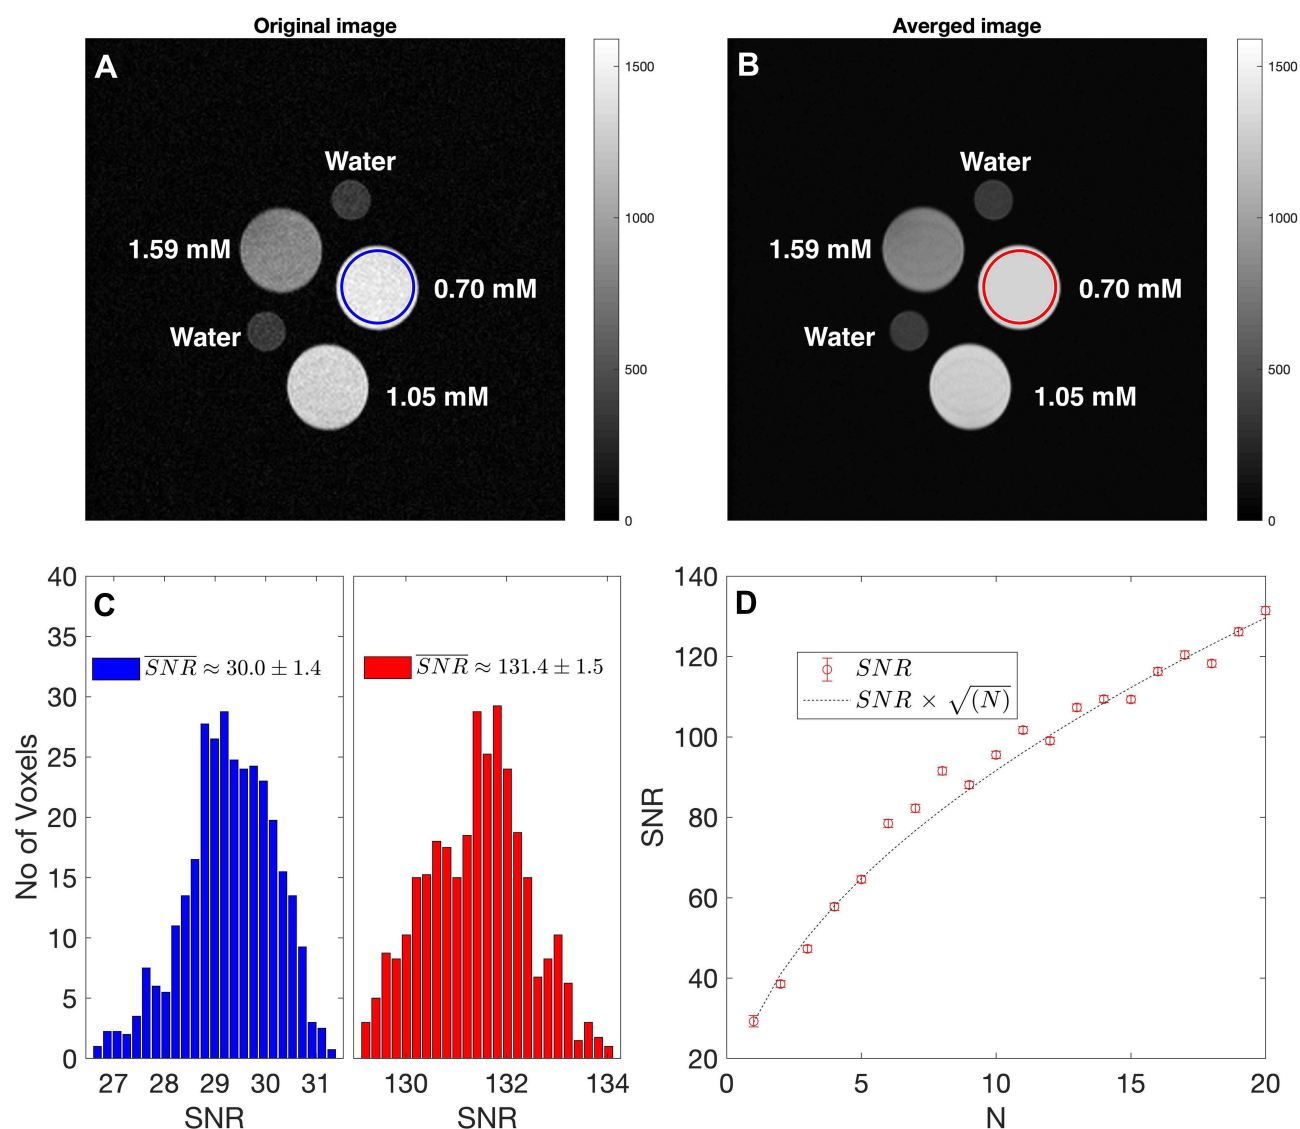 Original image
A
Water
1.59 mM
0.70 mM
Water
1.05 mM
1500
1000
500
0
Averged image
B
Water
1.59 mM
0.70 mM
Water
1.05 mM
1500
1000
500
0
C
SNR ≈ 30.0 ± 1.4
No of Voxels
40
35
30
25
20
15
10
5
0
27 28 29 30 31
SNR
SNR ≈ 131.4 ± 1.5
130 132 134
SNR
D
SNR
SNR × √(N)
SNR
140
120
100
80
60
40
20
0 5 10 15 20
N